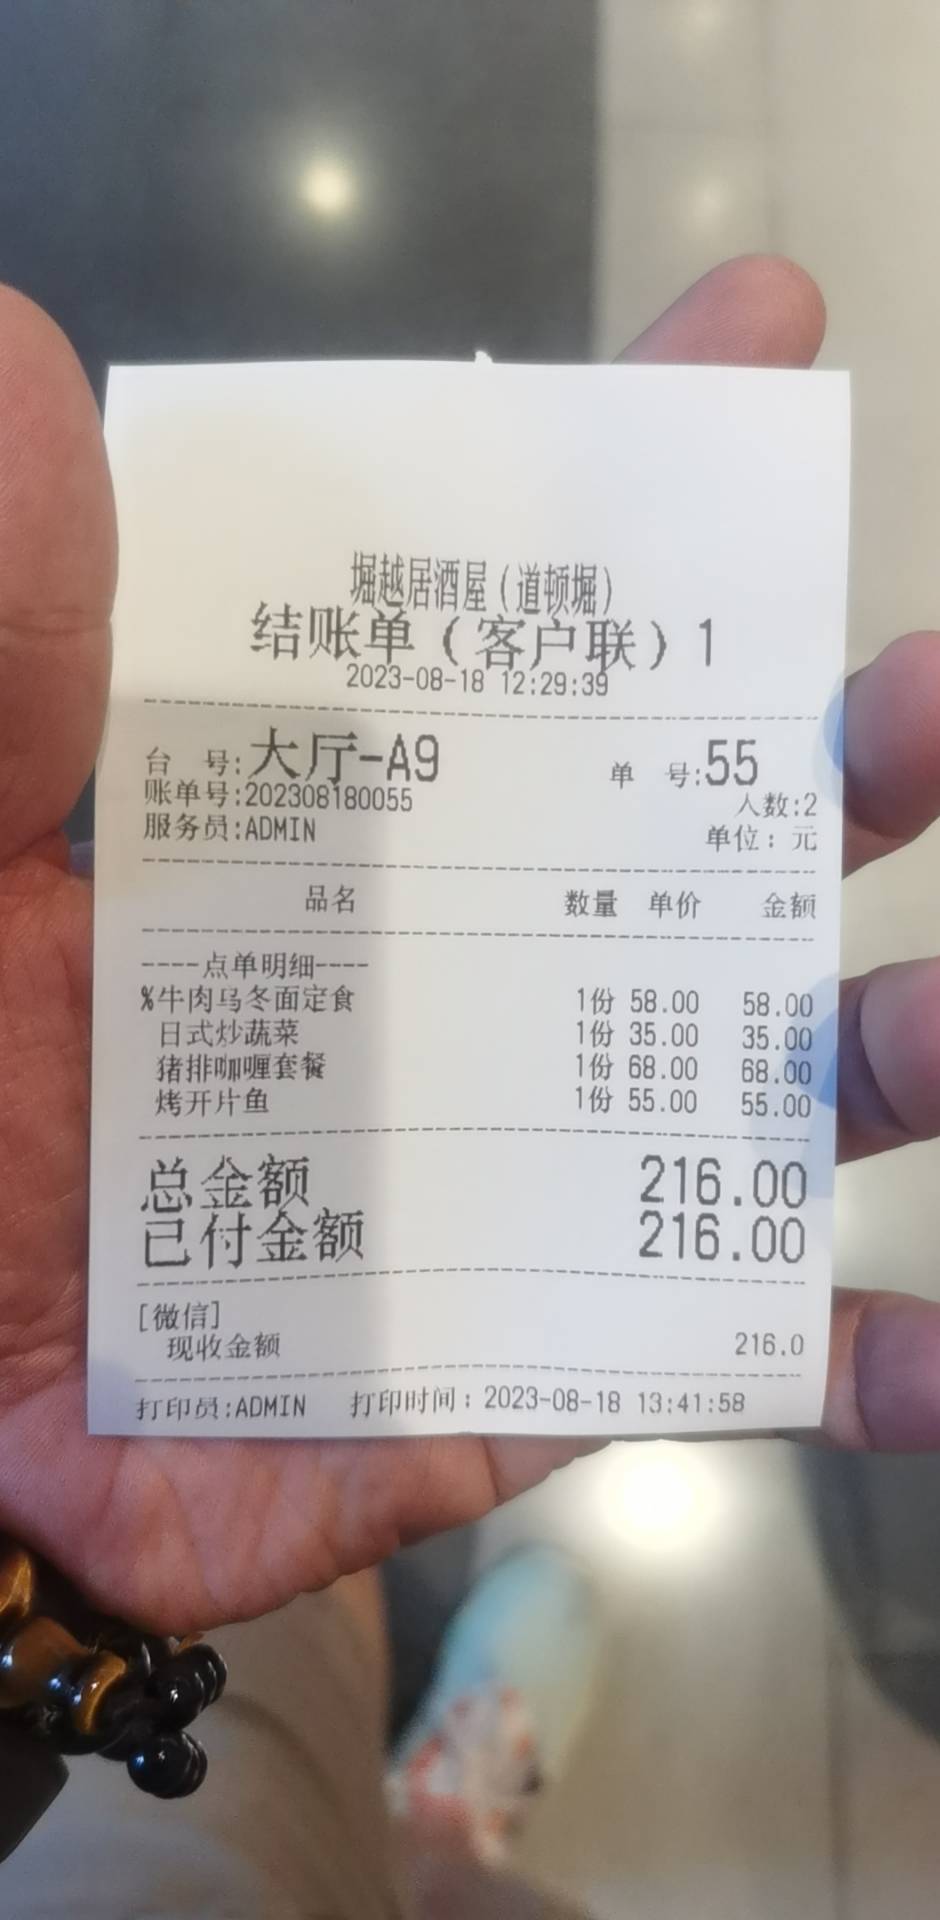 堀越居酒屋(道顿堀)
结账单(客户联)1
2023-08-18 12:29:39
台 号:大厅-A9 单 号:55
账单号:202308180055 人数:2
服务员:ADMIN 单位: 元
品名 数量 单价 金额
----点单明细----
%牛肉乌冬面定食 1份 58.00 58.00
日式炒蔬菜 1份 35.00 35.00
猪排咖喱套餐 1份 68.00 68.00
烤开片鱼 1份 55.00 55.00
总金额 216.00
已付金额 216.00
[微信]
现收金额 216.0
打印员:ADMIN 打印时间: 2023-08-18 13:41:58